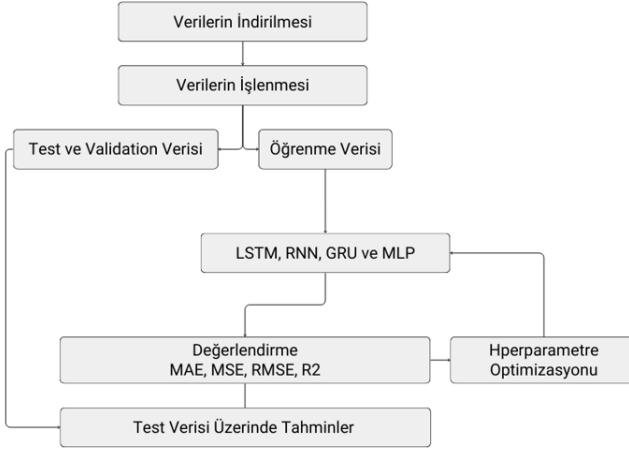 Verilerin İndirilmesi
Verilerin İşlenmesi
Test ve Validation Verisi
Öğrenme Verisi
LSTM, RNN, GRU ve MLP
Değerlendirme
MAE, MSE, RMSE, R2
Hperparametre
Optimizasyonu
Test Verisi Üzerinde Tahminler